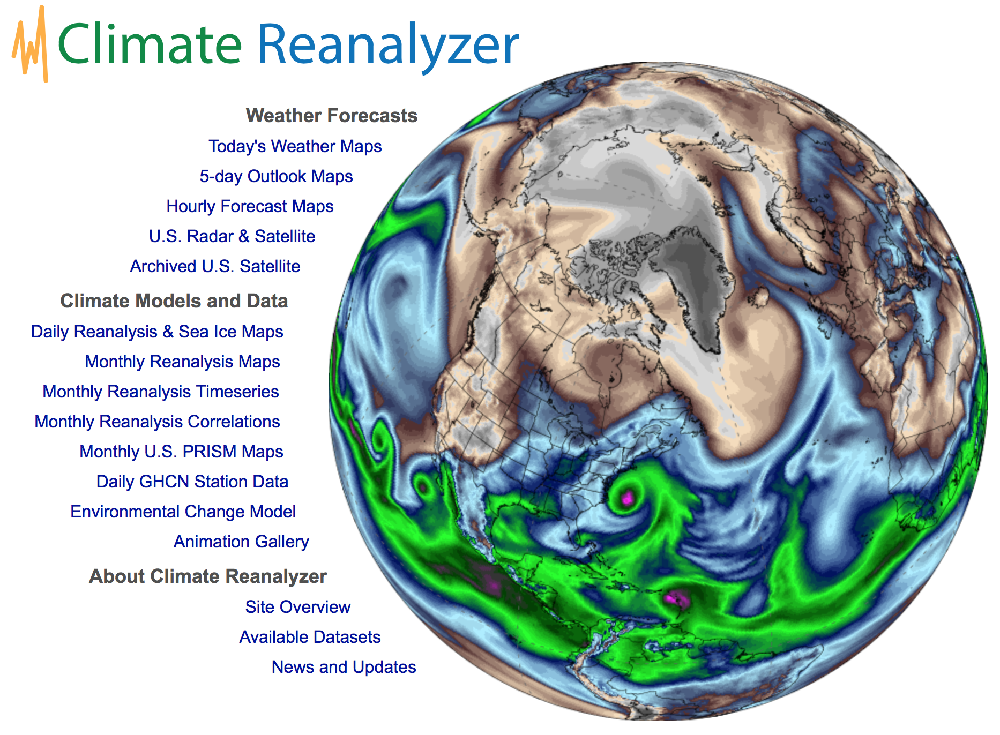 Climate Reanalyzer
Weather Forecasts
Today's Weather Maps
5-day Outlook Maps
Hourly Forecast Maps
U.S. Radar & Satellite
Archived U.S. Satellite
Climate Models and Data
Daily Reanalysis & Sea Ice Maps
Monthly Reanalysis Maps
Monthly Reanalysis Timeseries
Monthly Reanalysis Correlations
Monthly U.S. PRISM Maps
Daily GHCN Station Data
Environmental Change Model
Animation Gallery
About Climate Reanalyzer
Site Overview
Available Datasets
News and Updates